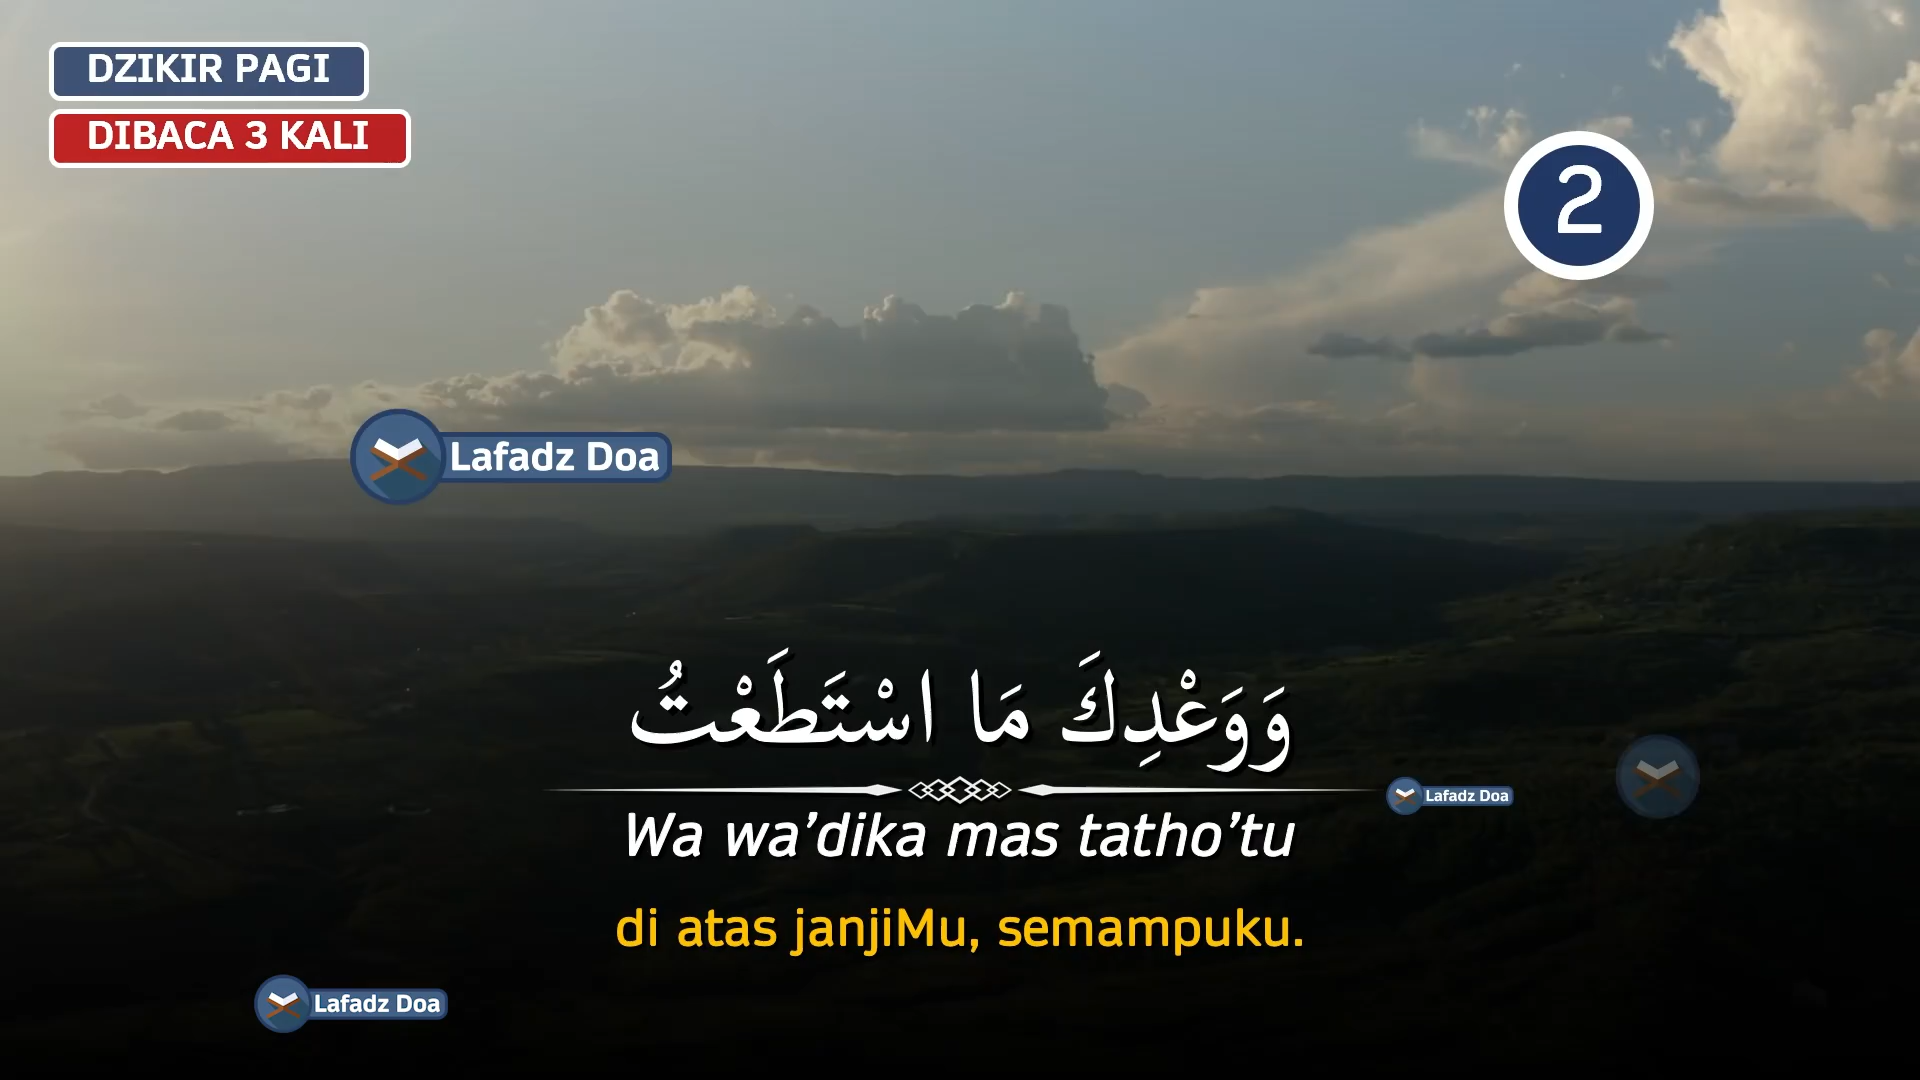 DZIKIR PAGI
DIBACA 3 KALI
2
Lafadz Doa
وَوَعْدِكَ مَا اسْتَطَعْتُ
Lafadz Doa
Wa wa’dika mas tatho’tu
di atas janjiMu, semampuku.
Lafadz Doa